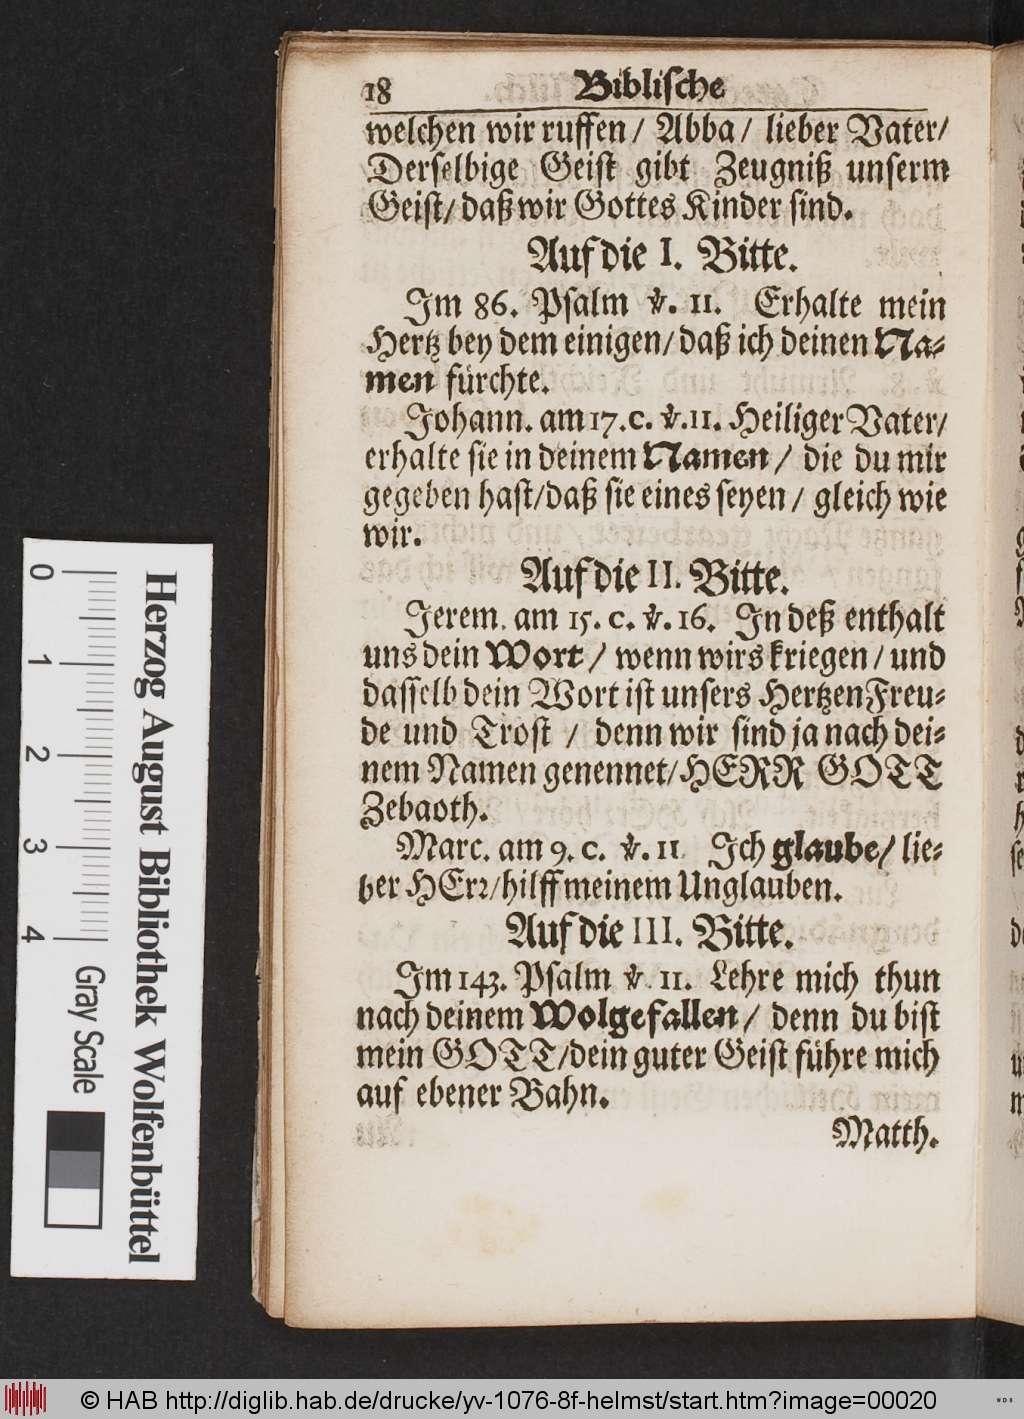 18 Biblische
welchen wir ruffen / Abba / lieber Vater /
Derselbige Geist gibt Zeugniß unserm
Geist / daß wir Gottes Kinder sind.
Auf die I. Bitte.
Im 86. Psalm v. 11. Erhalte mein
Hertz bey dem einigen / daß ich deinen Na-
men fürchte.
Johann. am 17. c. v. 11. Heiliger Vater /
erhalte sie in deinem Namen / die du mir
gegeben hast / daß sie eines seyen / gleich wie
wir.
Auf die II. Bitte.
Jerem. am 15. c. v. 16. Indeß enthalt
uns dein Wort / wenn wirs kriegen / und
dasselb dein Wort ist unsers Hertzen Freu-
de und Trost / denn wir sind ja nach dei-
nem Namen genennet / HERR GOTT
Zebaoth.
Marc. am 9. c. v. 11 Ich glaube / lie-
ber HErr / hilff meinem Unglauben.
Auf die III. Bitte.
Im 143. Psalm v. 11. Lehre mich thun
nach deinem Wolgefallen / denn du bist
mein GOTT / dein guter Geist führe mich
auf ebener Bahn.
Matth.
Herzog August Bibliothek Wolfenbüttel
0 1 2 3 4
Gray Scale
© HAB http://diglib.hab.de/drucke/yv-1076-8f-helmst/start.htm?image=00020